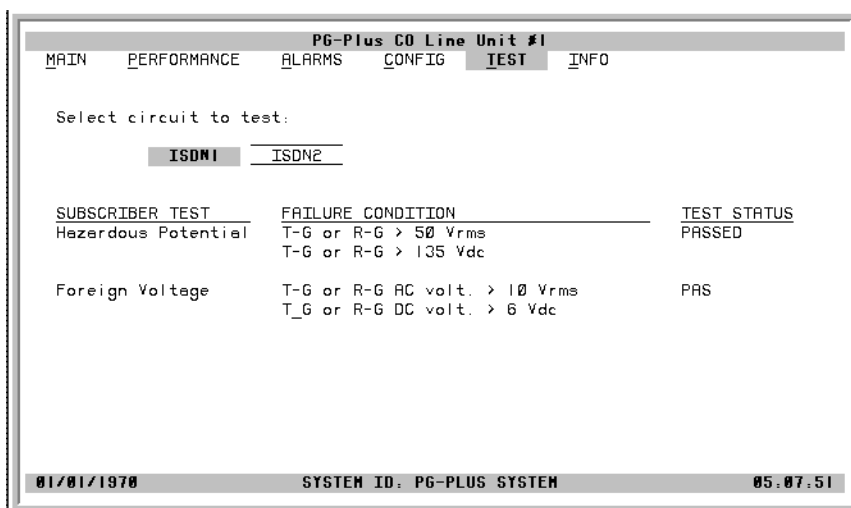 PG-Plus CO Line Unit #1
MAIN PERFORMANCE ALARMS CONFIG TEST INFO
Select circuit to test:
ISDN1 ISDN2
SUBSCRIBER TEST FAILURE CONDITION TEST STATUS
Hazardous Potential T-G or R-G > 50 Vrms PASSED
T-G or R-G > 135 Vdc
Foreign Voltage T-G or R-G AC volt. > 10 Vrms PAS
T_G or R-G DC volt. > 6 Vdc
01/01/1970 SYSTEM ID: PG-PLUS SYSTEM 05:07:51